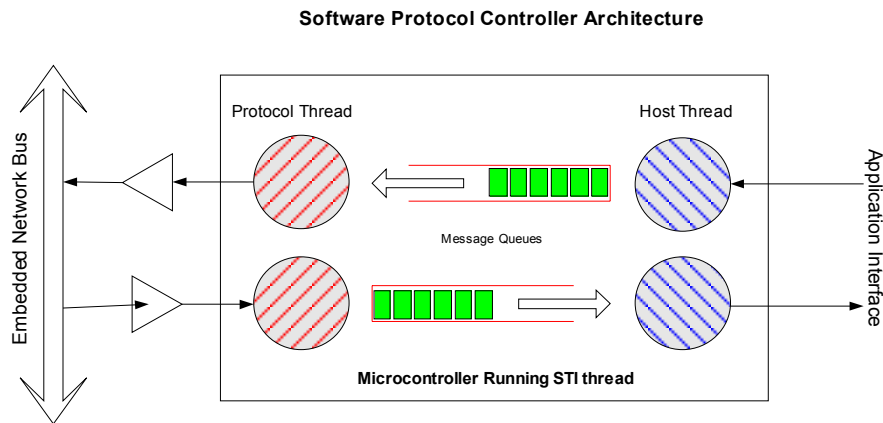 Software Protocol Controller Architecture
Protocol Thread
Host Thread
Embedded Network Bus
Application Interface
Message Queues
Microcontroller Running STI thread